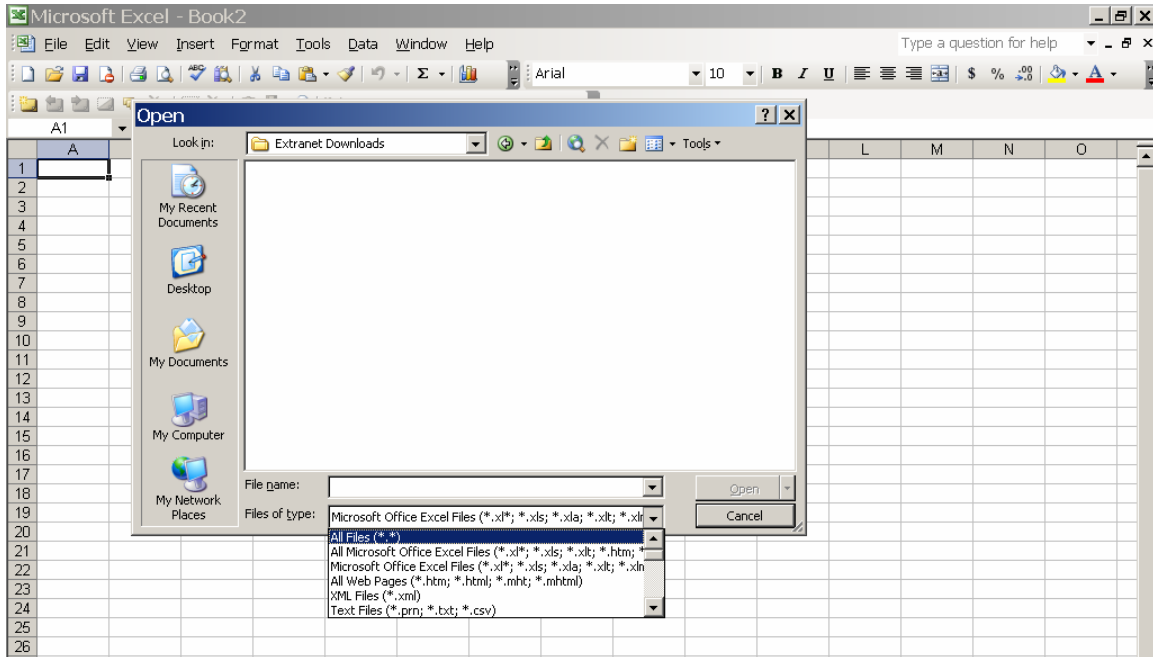 Microsoft Excel - Book2
File Edit View Insert Format Tools Data Window Help Type a question for help
Arial 10 B I U $ % A
A1
Open
Look in: Extranet Downloads Tools
A L M N O
My Recent Documents
Desktop
My Documents
My Computer
My Network Places
File name: Open
Files of type: Microsoft Office Excel Files (*.xl*; *.xls; *.xla; *.xlt; *.xl Cancel
All Files (*.*)
All Microsoft Office Excel Files (*.xl*; *.xls; *.xlt; *.htm; *
Microsoft Office Excel Files (*.xl*; *.xls; *.xla; *.xlt; *.xl
All Web Pages (*.htm; *.html; *.mht; *.mhtml)
XML Files (*.xml)
Text Files (*.prn; *.txt; *.csv)
1
2
3
4
5
6
7
8
9
10
11
12
13
14
15
16
17
18
19
20
21
22
23
24
25
26